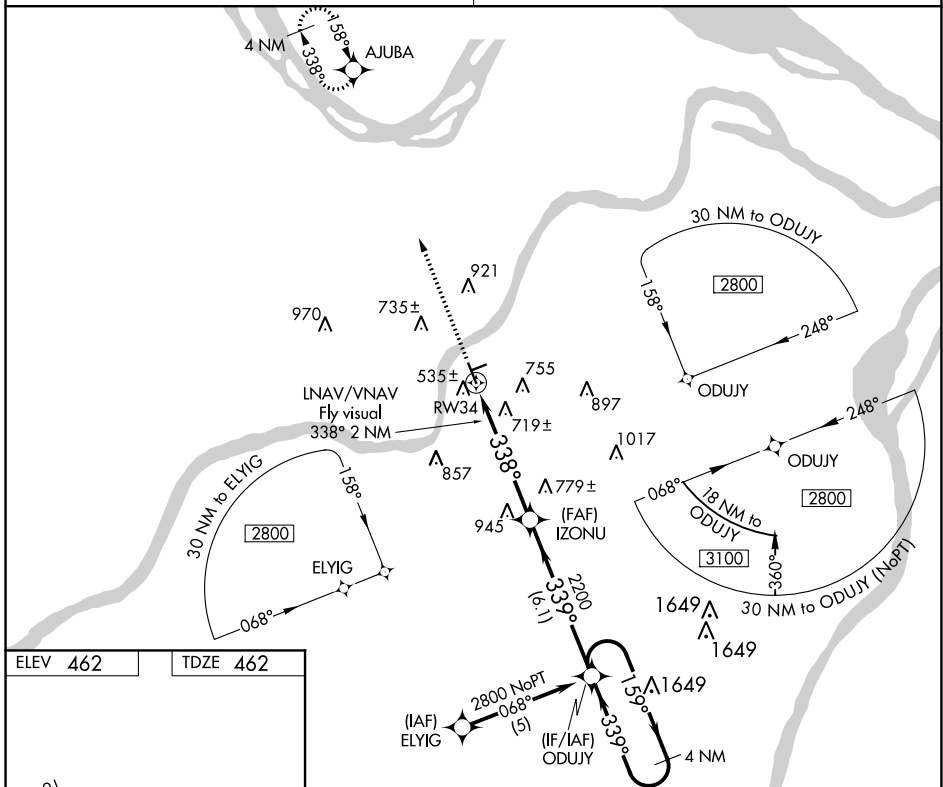 158°
4 NM
338°
AJUBA
30 NM to ODUJY
2800
158°
248°
ODUJY
921
970
735±
535±
755
897
RW34
719±
LNAV/VNAV
Fly visual
338° 2 NM
338°
1017
857
779±
945
(FAF)
IZONU
248°
ODUJY
068°
18 NM to
ODUJY
2800
3100
360°
30 NM to ODUJY (NoPT)
30 NM to ELYIG
158°
2800
ELYIG
068°
2200
339°
(6.1)
1649
1649
1649
159°
339°
4 NM
2800 NoPT
068°
(5)
(IAF)
ELYIG
(IF/IAF)
ODUJY
ELEV 462
TDZE 462